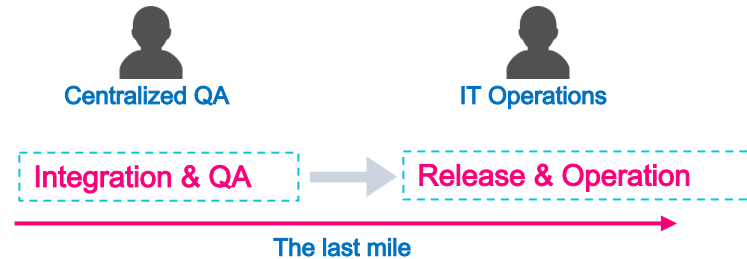 Centralized QA
IT Operations
Integration & QA
Release & Operation
The last mile